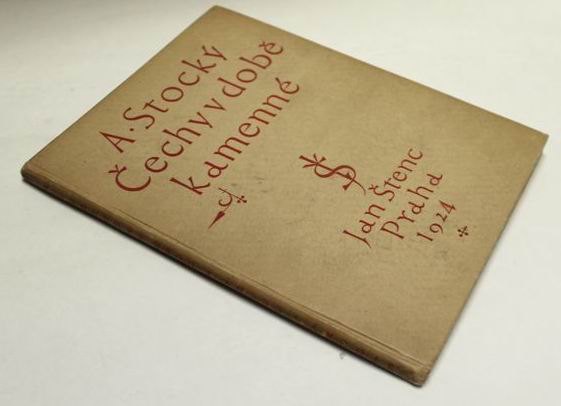 A·Stocký
Čechy v době
kamenné
Jan Štenc
Praha
1924